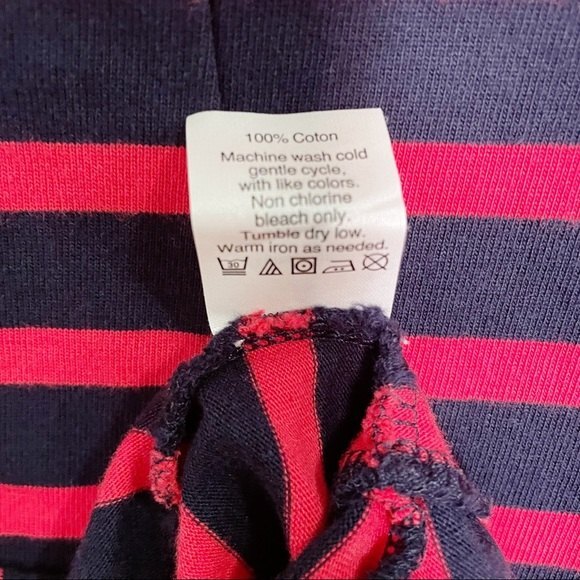 100% Coton
Machine wash cold
gentle cycle,
with like colors.
Non chlorine
bleach only.
Tumble dry low.
Warm iron as needed.
30